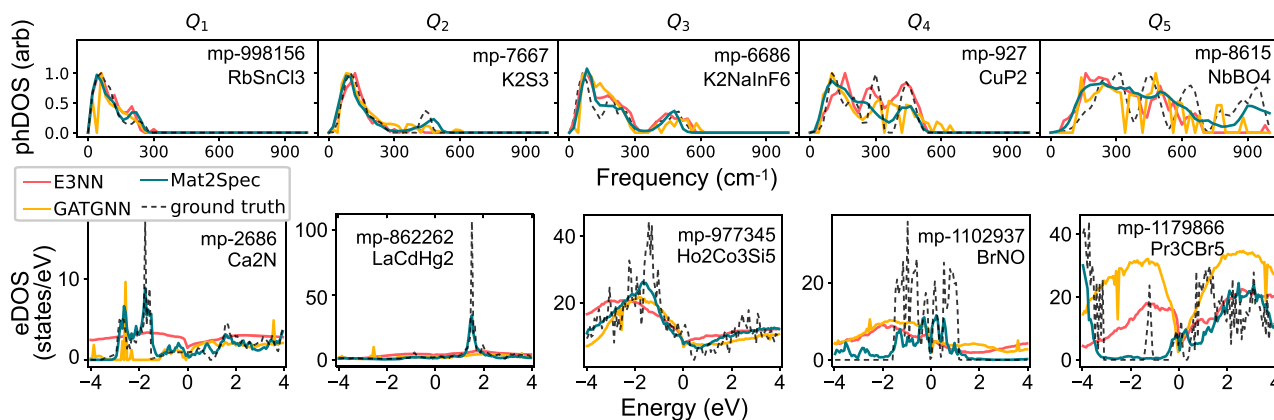 Q1 Q2 Q3 Q4 Q5
phDOS (arb)
1.0
0.5
0.0
mp-998156
RbSnCl3
mp-7667
K2S3
mp-6686
K2NaInF6
mp-927
CuP2
mp-8615
NbBO4
0 300 600 900
0 300 600 900
0 300 600 900
0 300 600 900
0 300 600 900
Frequency (cm-1)
E3NN
GATGNN
Mat2Spec
ground truth
eDOS
(states/eV)
10
0
mp-2686
Ca2N
100
50
0
mp-862262
LaCdHg2
40
20
mp-977345
Ho2Co3Si5
20
0
mp-1102937
BrNO
40
20
0
mp-1179866
Pr3CBr5
−4 −2 0 2 4
−4 −2 0 2 4
−4 −2 0 2 4
−4 −2 0 2 4
−4 −2 0 2 4
Energy (eV)